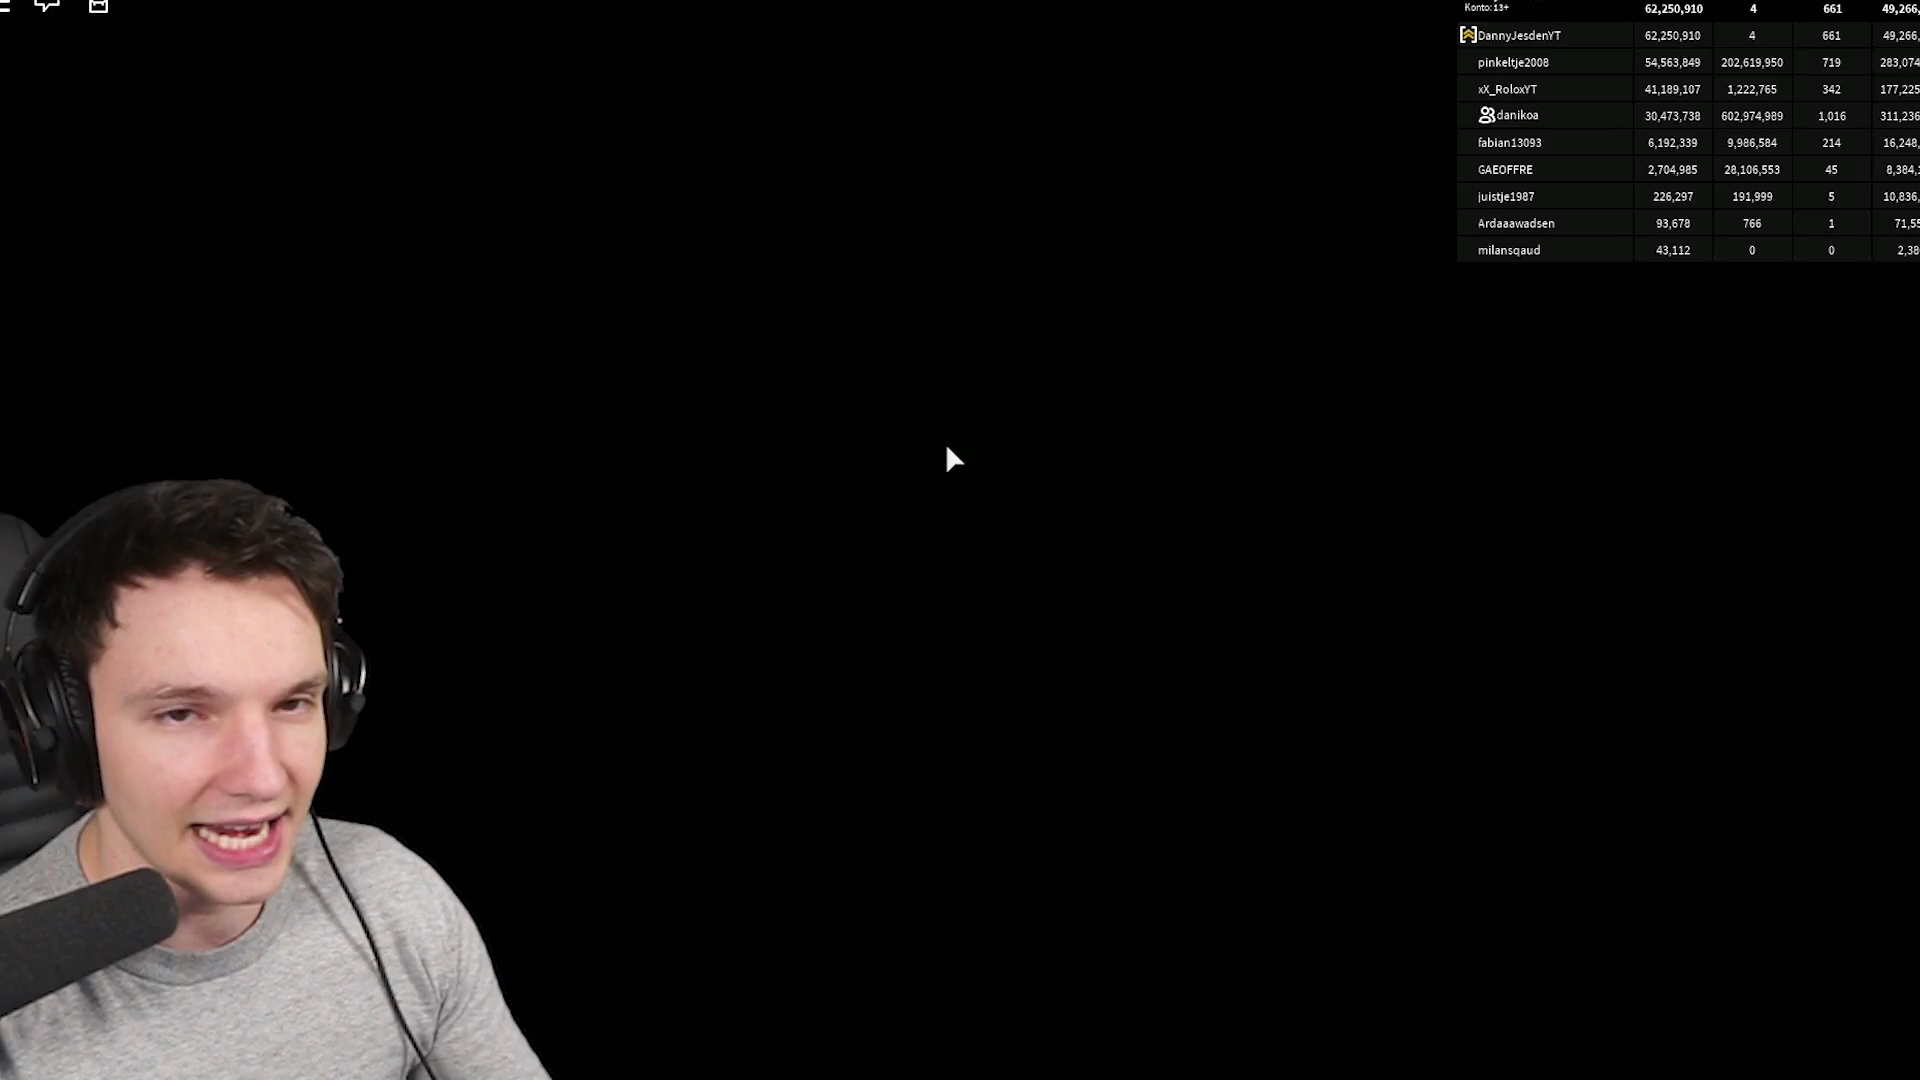 Konto: 13+ 62,250,910 4 661 49,266,
DannyJesdenYT 62,250,910 4 661 49,266,
pinkeltje2008 54,563,849 202,619,950 719 283,074
xX_RoloxYT 41,189,107 1,222,765 342 177,225
danikoa 30,473,738 602,974,989 1,016 311,236
fabian13093 6,192,339 9,986,584 214 16,248,
GAEOFFRE 2,704,985 28,106,553 45 8,384,1
juistje1987 226,297 191,999 5 10,836,
Ardaaawadsen 93,678 766 1 71,55
milansqaud 43,112 0 0 2,38